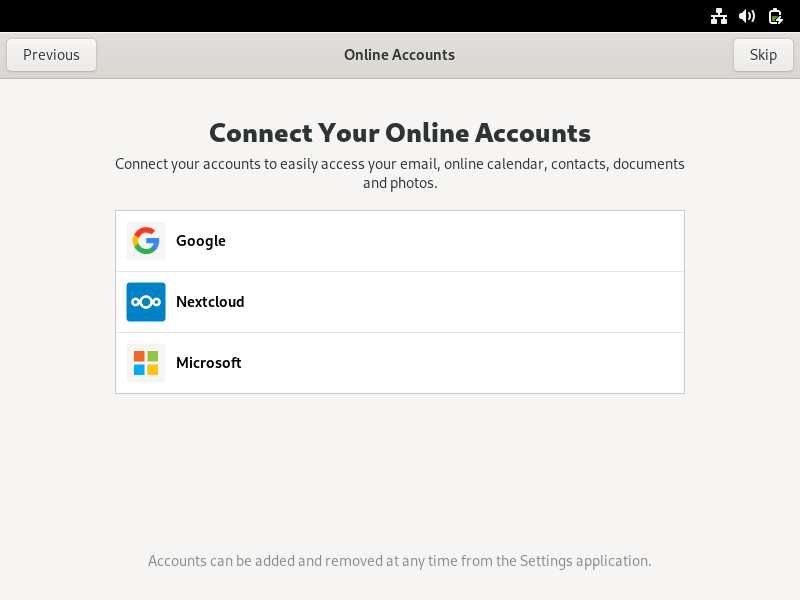 Previous
Online Accounts
Skip
Connect Your Online Accounts
Connect your accounts to easily access your email, online calendar, contacts, documents
and photos.
Google
Nextcloud
Microsoft
Accounts can be added and removed at any time from the Settings application.